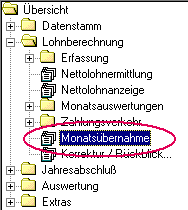 Übersicht
Datenstamm
Lohnberechnung
Erfassung
Nettolohnermittlung
Nettolohnanzeige
Monatsauswertungen
Zahlungsverkehr
Monatsübernahme
Korrektur / Rückblick...
Jahresabschluß
Auswertung
Extras